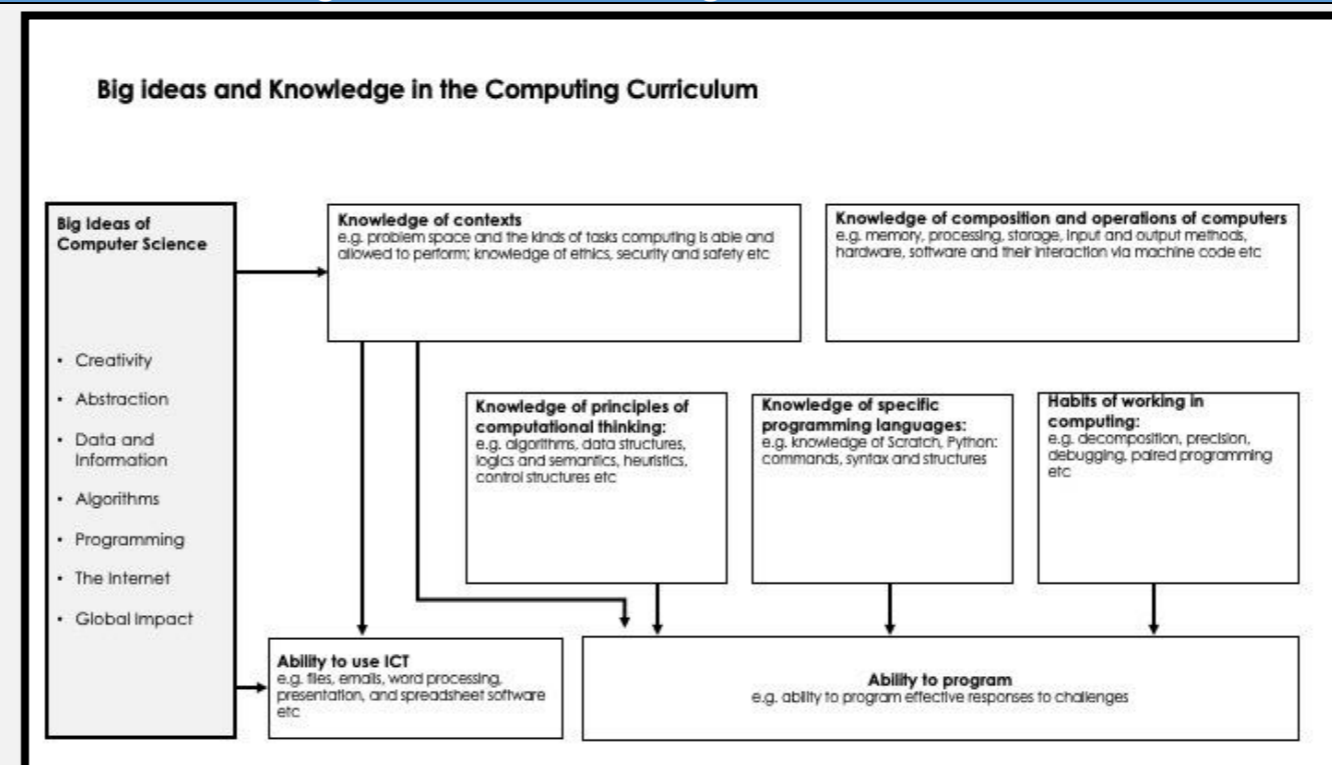 Big ideas and Knowledge in the Computing Curriculum
Big Ideas of
Computer Science
• Creativity
• Abstraction
• Data and
Information
• Algorithms
• Programming
• The Internet
• Global Impact
Knowledge of contexts
e.g. problem space and the kinds of tasks computing is able and
allowed to perform; knowledge of ethics, security and safety etc
Knowledge of composition and operations of computers
e.g. memory, processing, storage, input and output methods,
hardware, software and their interaction via machine code etc
Knowledge of principles of
computational thinking:
e.g. algorithms, data structures,
logics and semantics, heuristics,
control structures etc
Knowledge of specific
programming languages:
e.g. knowledge of Scratch, Python:
commands, syntax and structures
Habits of working in
computing:
e.g. decomposition, precision,
debugging, paired programming
etc
Ability to use ICT
e.g. files, emails, word processing,
presentation, and spreadsheet software
etc
Ability to program
e.g. ability to program effective responses to challenges